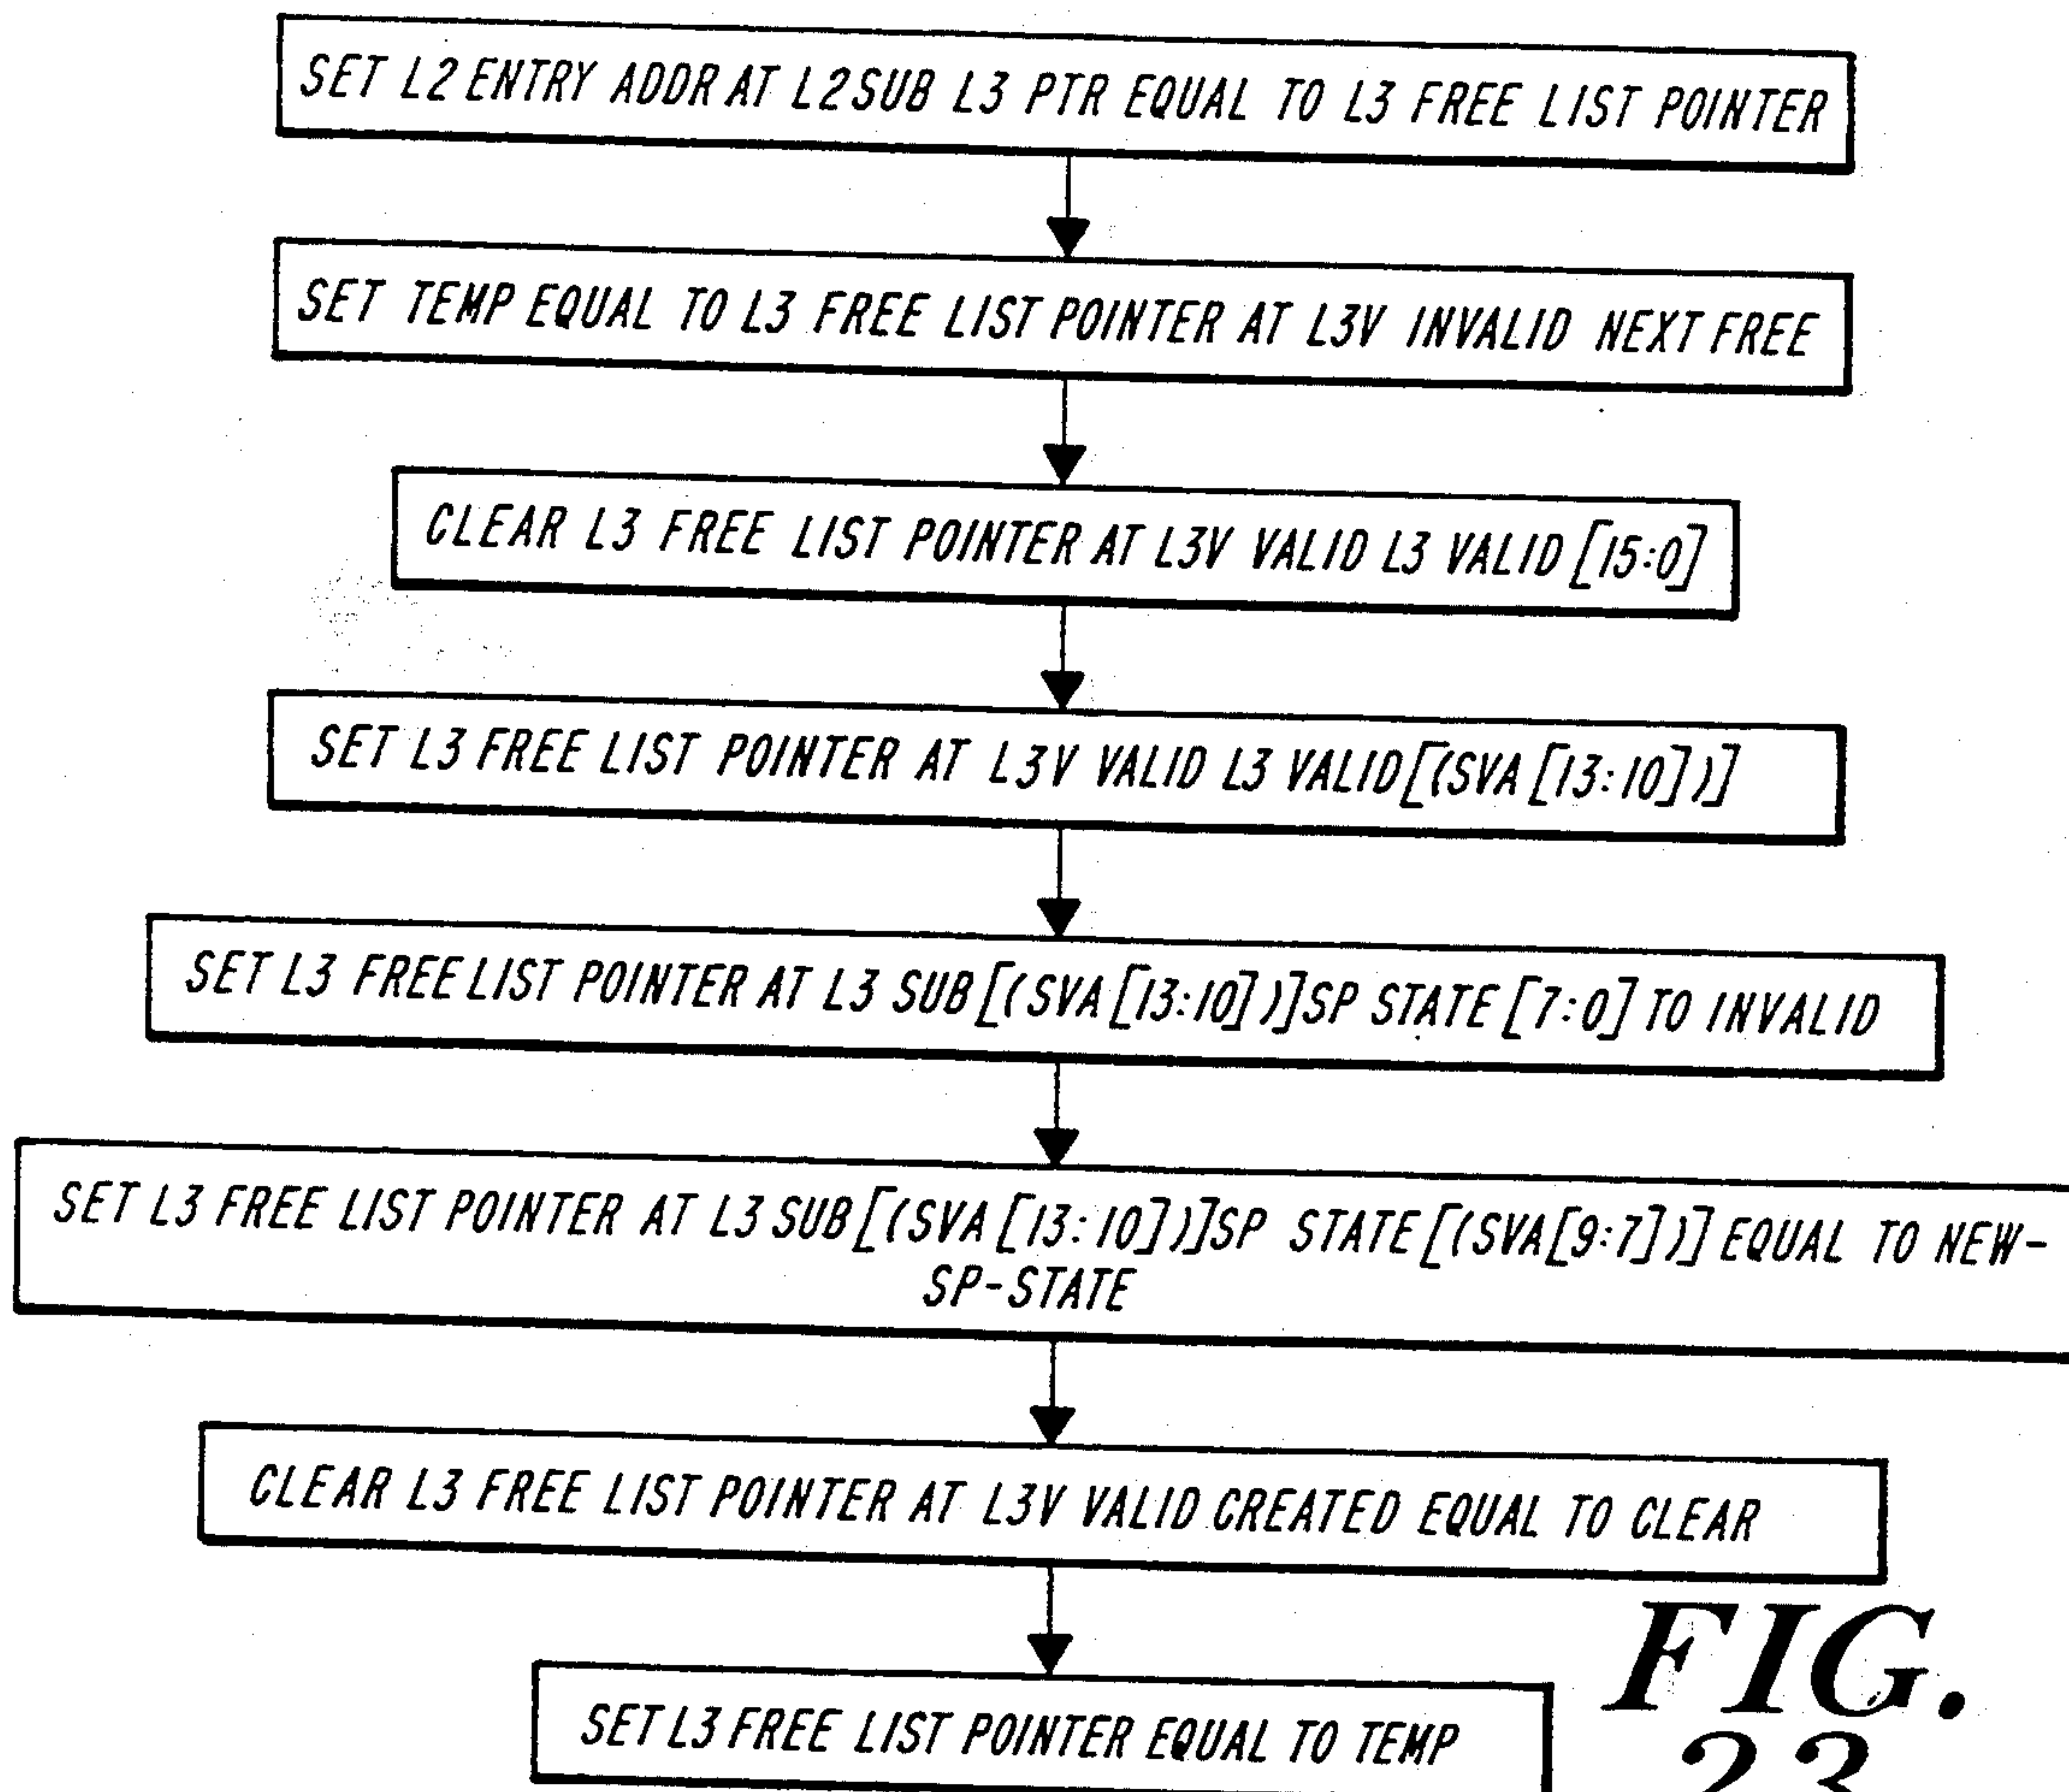 SET L2 ENTRY ADDR AT L2SUB L3 PTR EQUAL TO L3 FREE LIST POINTER
SET TEMP EQUAL TO L3 FREE LIST POINTER AT L3V INVALID NEXT FREE
CLEAR L3 FREE LIST POINTER AT L3V VALID L3 VALID [15:0]
SET L3 FREE LIST POINTER AT L3V VALID L3 VALID[(SVA [13:10])]
SET L3 FREE LIST POINTER AT L3 SUB[(SVA [13:10])]SP STATE [7:0] TO INVALID
SET L3 FREE LIST POINTER AT L3 SUB[(SVA [13:10])]SP STATE [(SVA[9:7])] EQUAL TO NEW-
SP-STATE
CLEAR L3 FREE LIST POINTER AT L3V VALID CREATED EQUAL TO CLEAR
SET L3 FREE LIST POINTER EQUAL TO TEMP
FIG.
23